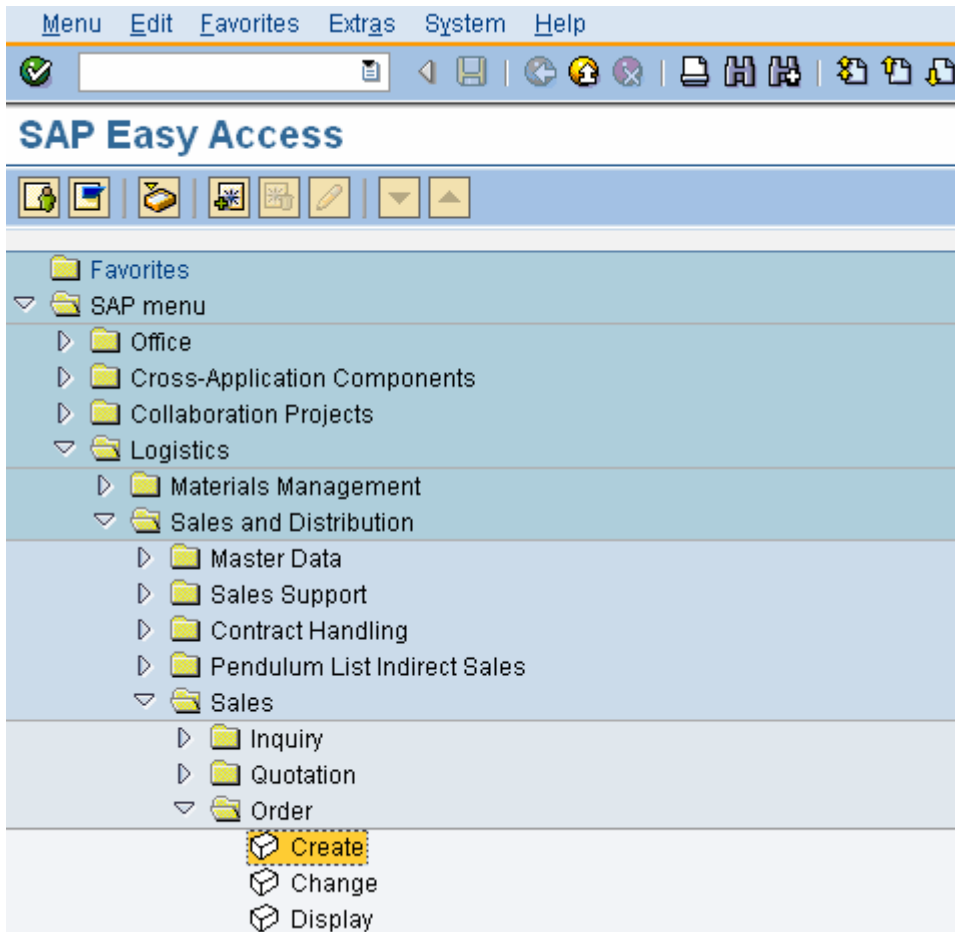 Menu Edit Favorites Extras System Help
SAP Easy Access
Favorites
SAP menu
Office
Cross-Application Components
Collaboration Projects
Logistics
Materials Management
Sales and Distribution
Master Data
Sales Support
Contract Handling
Pendulum List Indirect Sales
Sales
Inquiry
Quotation
Order
Create
Change
Display